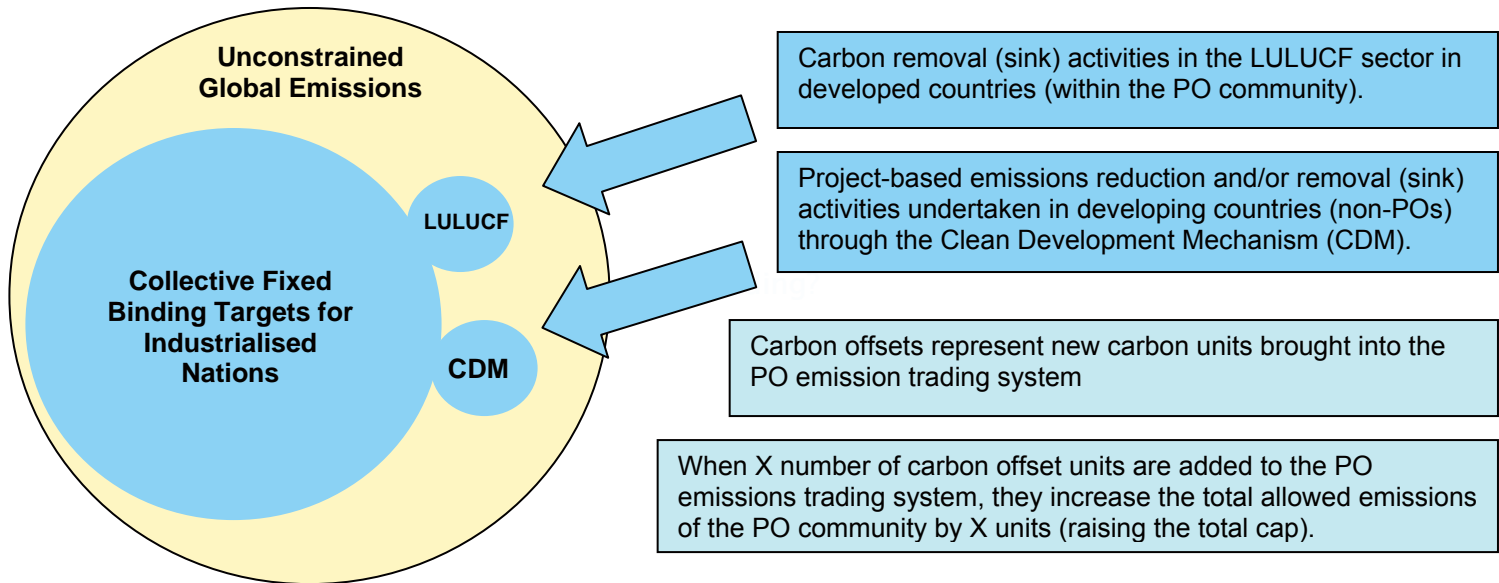 Unconstrained
Global Emissions
LULUCF
Collective Fixed
Binding Targets for
Industrialised
Nations
CDM
Carbon removal (sink) activities in the LULUCF sector in
developed countries (within the PO community).
Project-based emissions reduction and/or removal (sink)
activities undertaken in developing countries (non-POs)
through the Clean Development Mechanism (CDM).
Carbon offsets represent new carbon units brought into the
PO emission trading system
When X number of carbon offset units are added to the PO
emissions trading system, they increase the total allowed emissions
of the PO community by X units (raising the total cap).